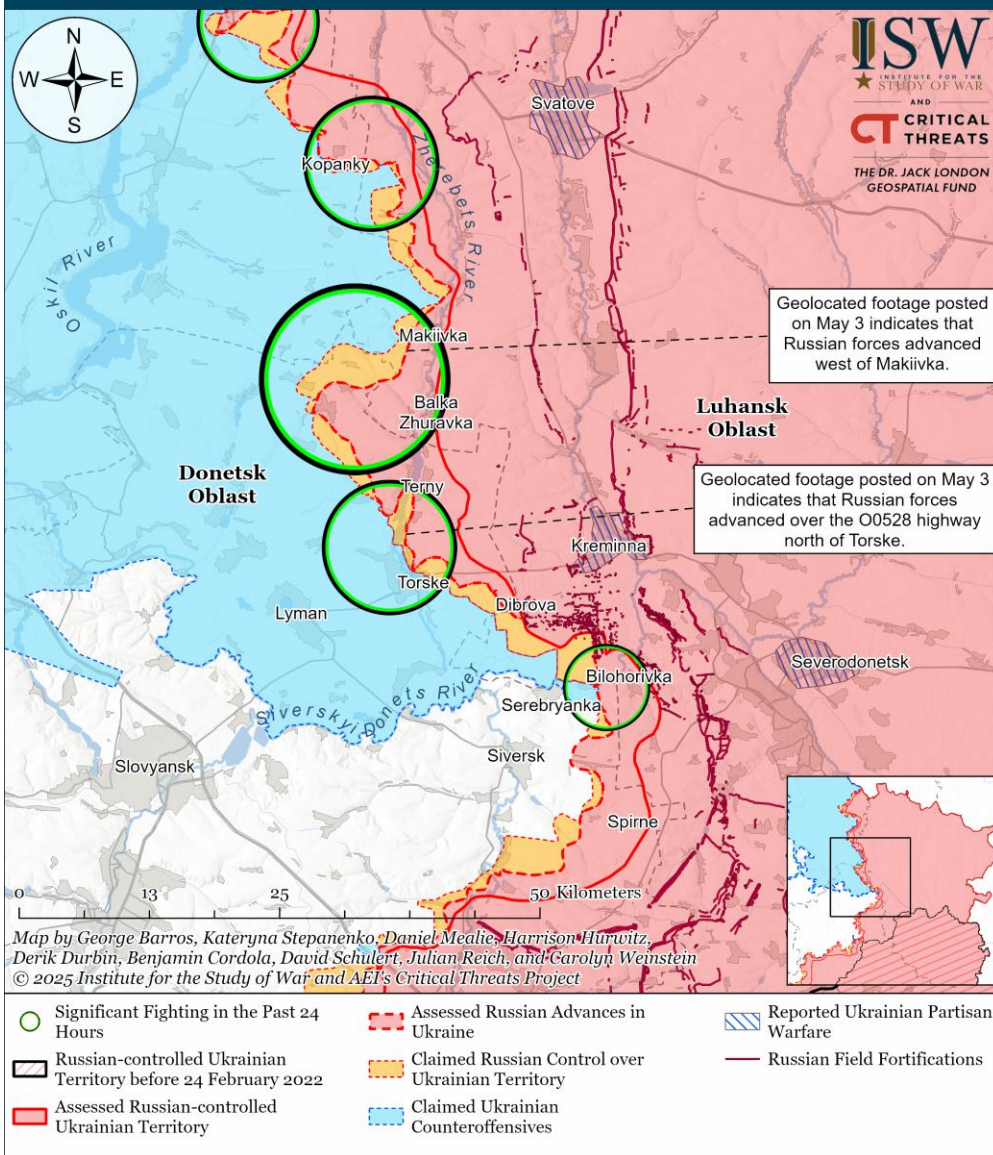 N
W
E
S
ISW
INSTITUTE FOR THE
STUDY OF WAR
AND
CT CRITICAL
THREATS
THE DR. JACK LONDON
GEOSPATIAL FUND
Svatove
Kopanky
Zherebets River
Oskil River
Geolocated footage posted
on May 3 indicates that
Russian forces advanced
west of Makiivka.
Makiivka
Balka
Zhuravka
Luhansk
Oblast
Donetsk
Oblast
Geolocated footage posted on May 3
indicates that Russian forces
advanced over the O0528 highway
north of Torske.
Terny
Kreminna
Torske
Dibrova
Lyman
Severodonetsk
Bilohorivka
Serebryanka
Siverskyi Donets River
Siversk
Slovyansk
Spirne
0
13
25
50 Kilometers
Map by George Barros, Kateryna Stepanenko, Daniel Mealie, Harrison Hurwitz,
Derik Durbin, Benjamin Cordola, David Schulert, Julian Reich, and Carolyn Weinstein
© 2025 Institute for the Study of War and AEI's Critical Threats Project
Significant Fighting in the Past 24
Hours
Russian-controlled Ukrainian
Territory before 24 February 2022
Assessed Russian-controlled
Ukrainian Territory
Assessed Russian Advances in
Ukraine
Claimed Russian Control over
Ukrainian Territory
Claimed Ukrainian
Counteroffensives
Reported Ukrainian Partisan
Warfare
Russian Field Fortifications